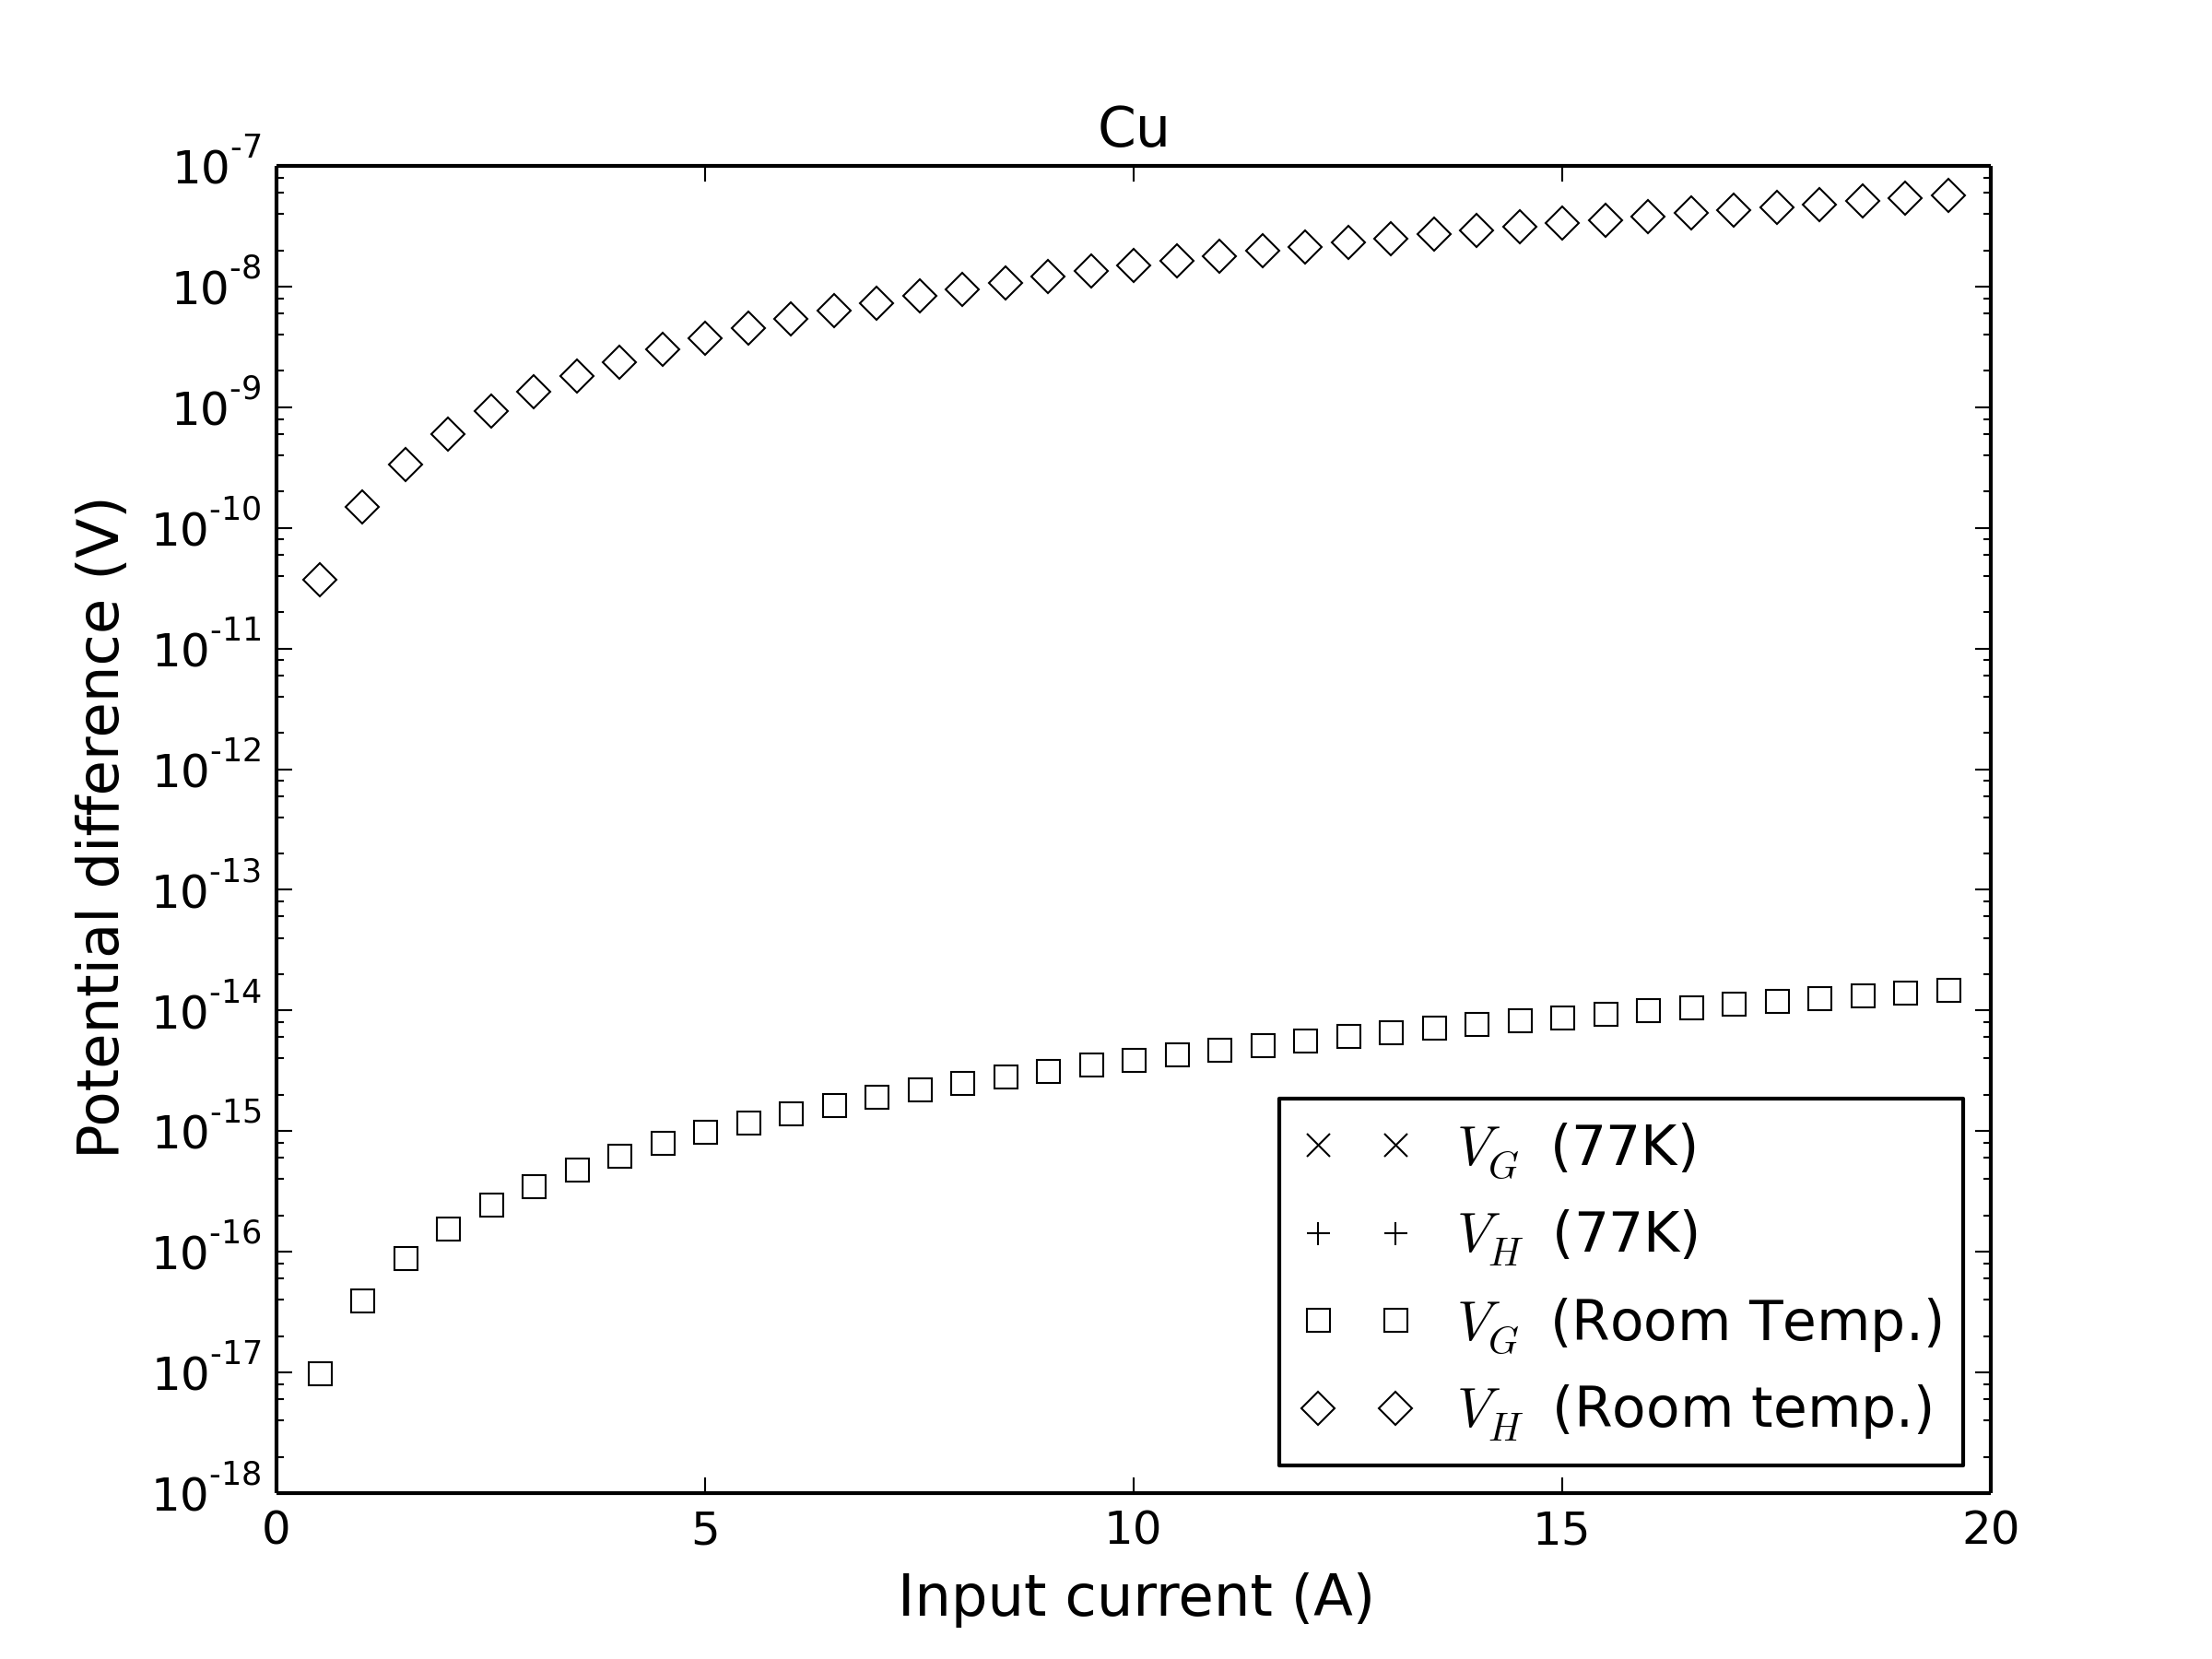 Cu
10^-7
10^-8
10^-9
10^-10
10^-11
10^-12
10^-13
10^-14
10^-15
10^-16
10^-17
10^-18
Potential difference (V)
V_G (77K)
V_H (77K)
V_G (Room Temp.)
V_H (Room temp.)
0 5 10 15 20
Input current (A)